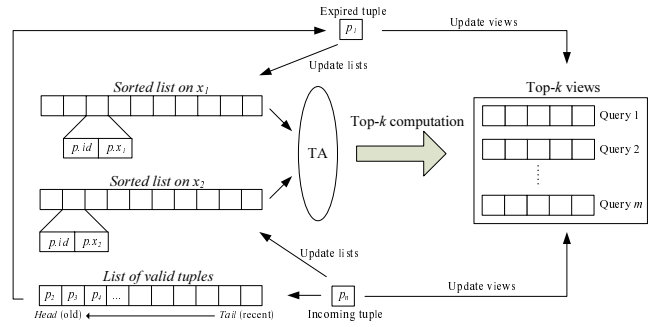 Expired tuple
p1
Update views
Update lists
Sorted list on x1
Top-k views
p.id p.x1
Query 1
Top-k computation
TA
Query 2
Sorted list on x2
Query m
p.id p.x2
Update lists
List of valid tuples
Update views
p2 p3 p4 ...
pn
Head (old) Tail (recent)
Incoming tuple